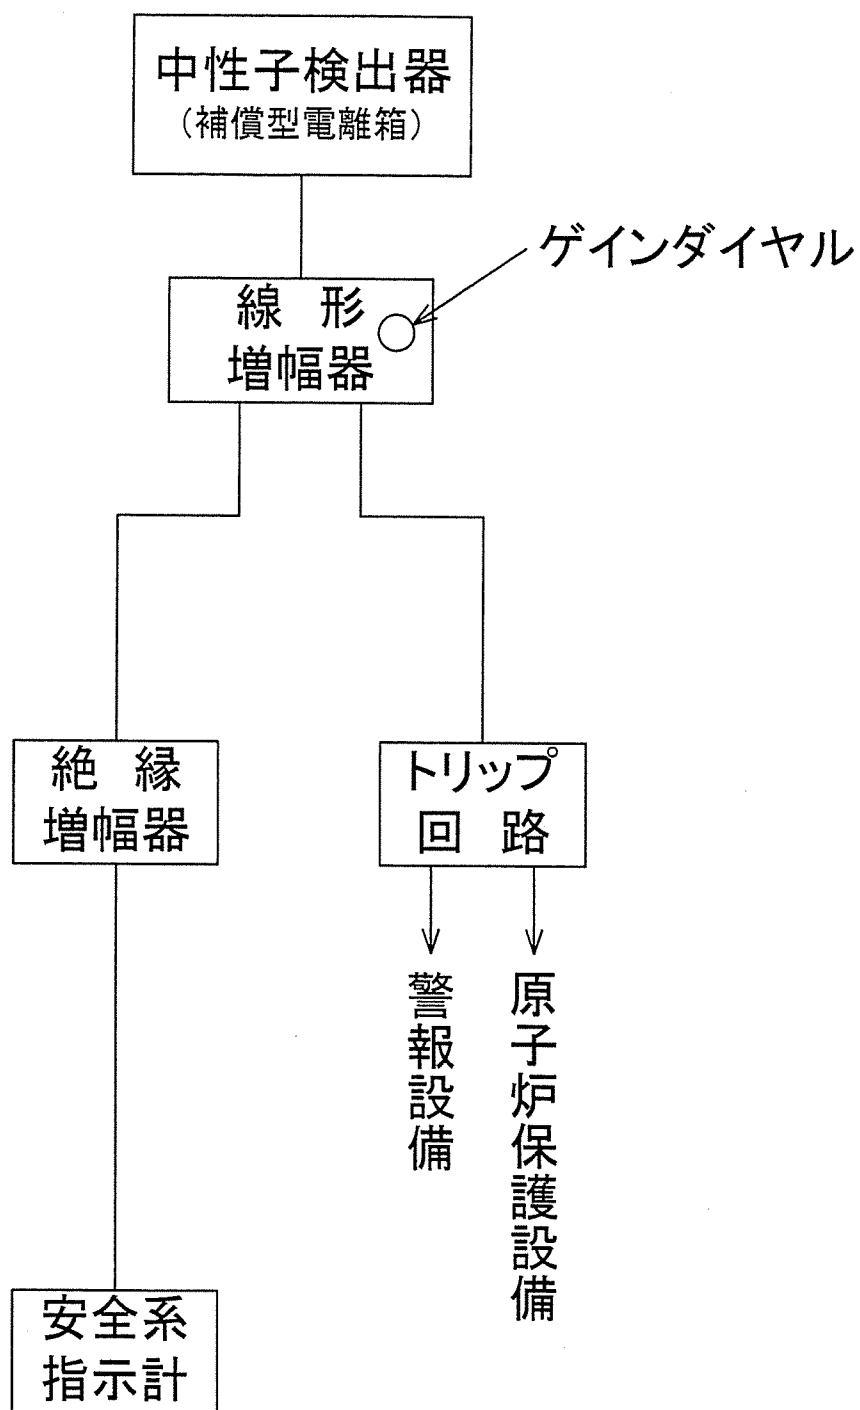 中性子検出器
（補償型電離箱）
ゲインダイヤル
線 形
増幅器
絶 縁
増幅器
トリップ
回 路
警報設備
原子炉保護設備
安全系
指示計